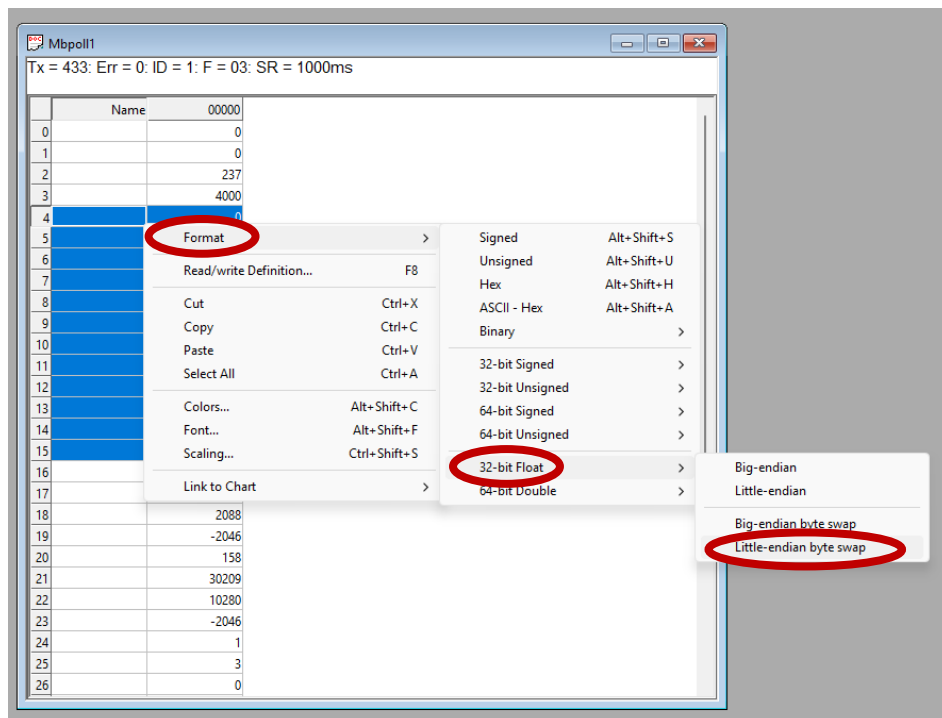 Mbpoll1
Tx = 433: Err = 0: ID = 1: F = 03: SR = 1000ms
Name 00000
0 0
1 0
2 237
3 4000
4 0
5
6
7
8
9
10
11
12
13
14
15
16
17
18 2088
19 -2046
20 158
21 30209
22 10280
23 -2046
24 1
25 3
26 0
Format >
Read/write Definition... F8
Cut Ctrl+X
Copy Ctrl+C
Paste Ctrl+V
Select All Ctrl+A
Colors... Alt+Shift+C
Font... Alt+Shift+F
Scaling... Ctrl+Shift+S
Link to Chart >
Signed Alt+Shift+S
Unsigned Alt+Shift+U
Hex Alt+Shift+H
ASCII - Hex Alt+Shift+A
Binary >
32-bit Signed >
32-bit Unsigned >
64-bit Signed >
64-bit Unsigned >
32-bit Float >
64-bit Double >
Big-endian
Little-endian
Big-endian byte swap
Little-endian byte swap